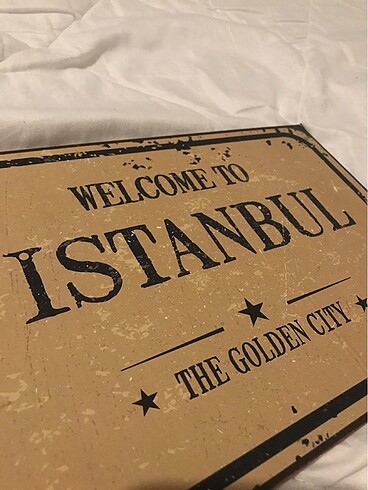 WELCOME TO
ISTANBUL
THE GOLDEN CITY